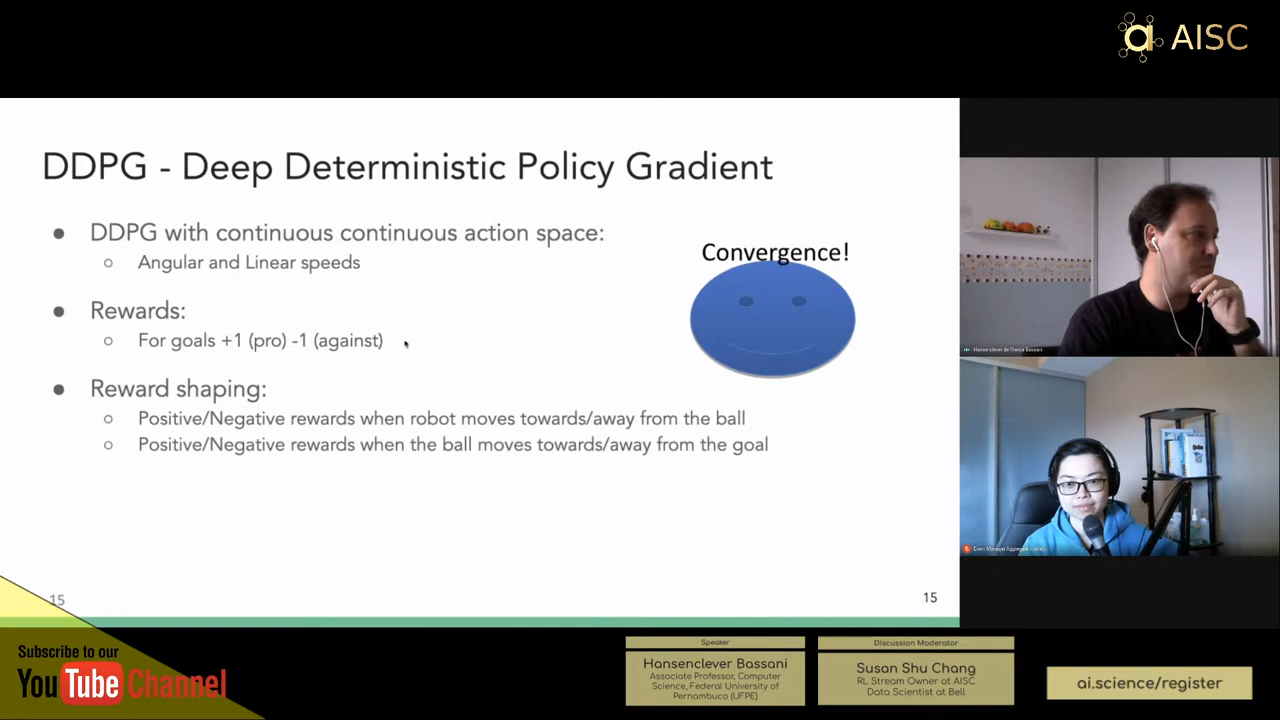 AISC
DDPG - Deep Deterministic Policy Gradient
● DDPG with continuous continuous action space:
○ Angular and Linear speeds
● Rewards:
○ For goals +1 (pro) -1 (against)
● Reward shaping:
○ Positive/Negative rewards when robot moves towards/away from the ball
○ Positive/Negative rewards when the ball moves towards/away from the goal
Convergence!
15
15
Hansenclever de Franca Bassani
Subscribe to our
YouTube Channel
Speaker
Hansenclever Bassani
Associate Professor, Computer
Science, Federal University of
Pernambuco (UFPE)
Discussion Moderator
Susan Shu Chang
RL Stream Owner at AISC
Data Scientist at Bell
ai.science/register